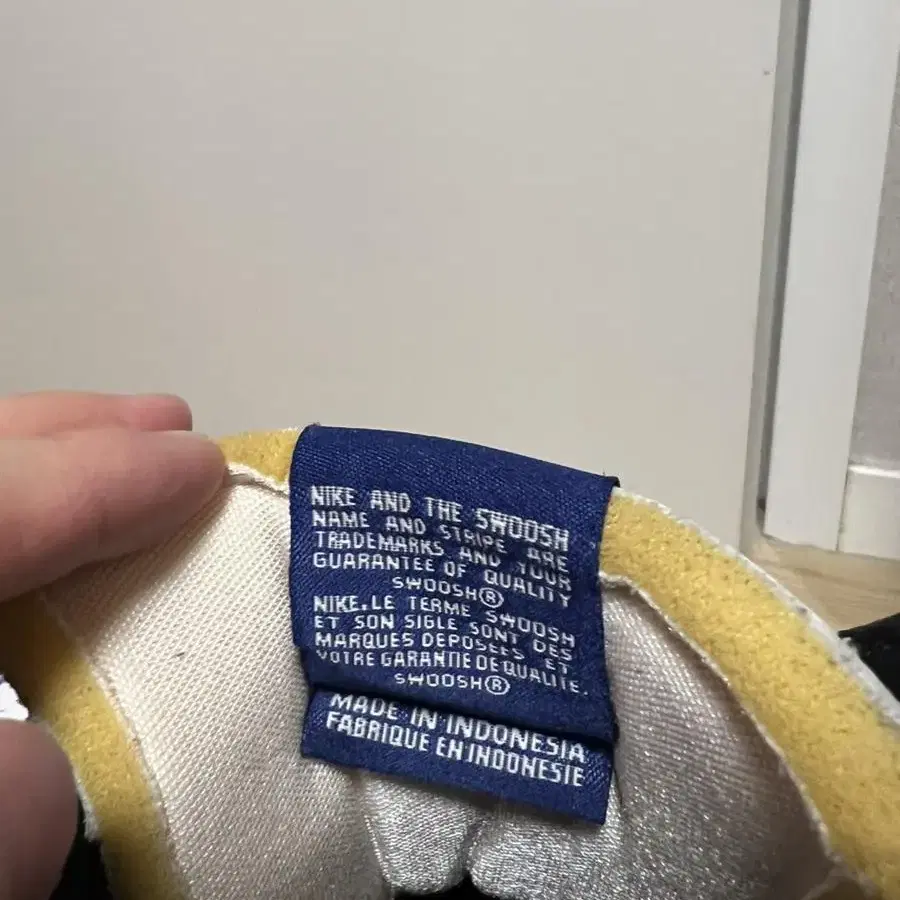 NIKE AND THE SWOOSH
NAME AND STRIPE ARE
TRADEMARKS AND YOUR
GUARANTEE OF QUALITY
SWOOSH®
NIKE.LE TERME SWOOSH
ET SON SIGLE SONT DES
MARQUES DEPOSEES ET
VOTRE GARANTIE DE QUALITE.
SWOOSH®
MADE IN INDONESIA
FABRIQUE EN INDONESIE